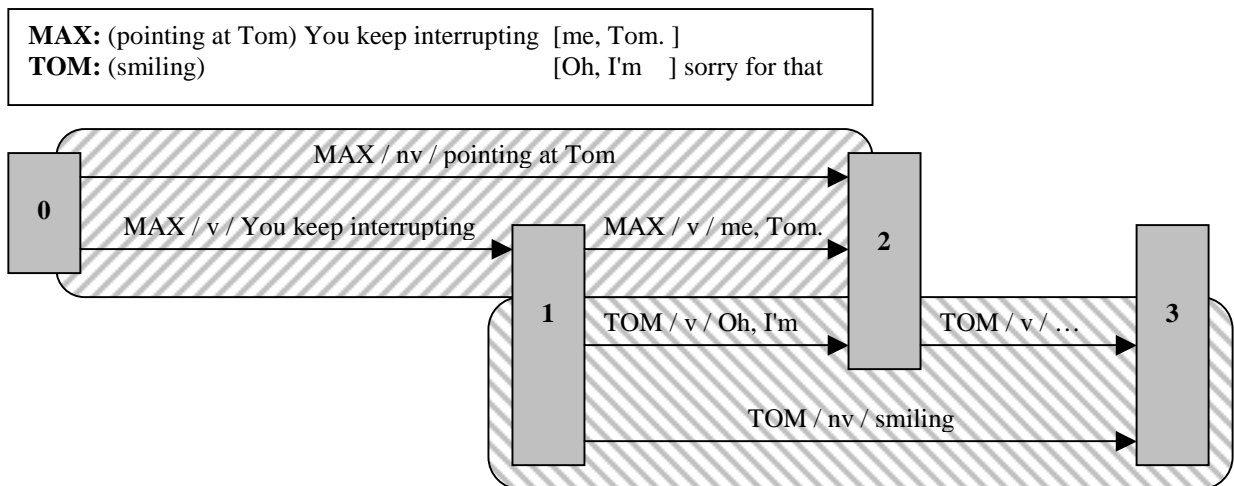 MAX: (pointing at Tom) You keep interrupting [me, Tom. ]
TOM: (smiling) [Oh, I'm ] sorry for that
MAX / nv / pointing at Tom
0
MAX / v / You keep interrupting
MAX / v / me, Tom.
2
1
TOM / v / Oh, I'm
TOM / v / …
3
TOM / nv / smiling